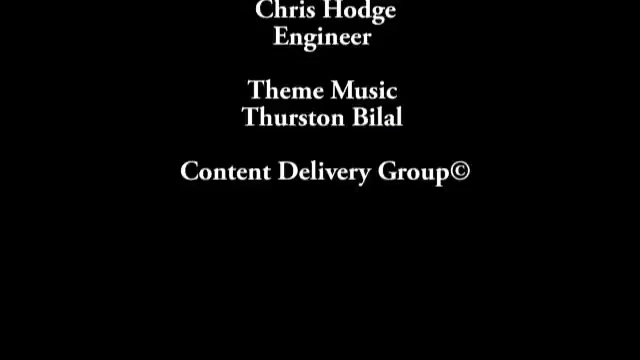 Chris Hodge
Engineer
Theme Music
Thurston Bilal
Content Delivery Group©